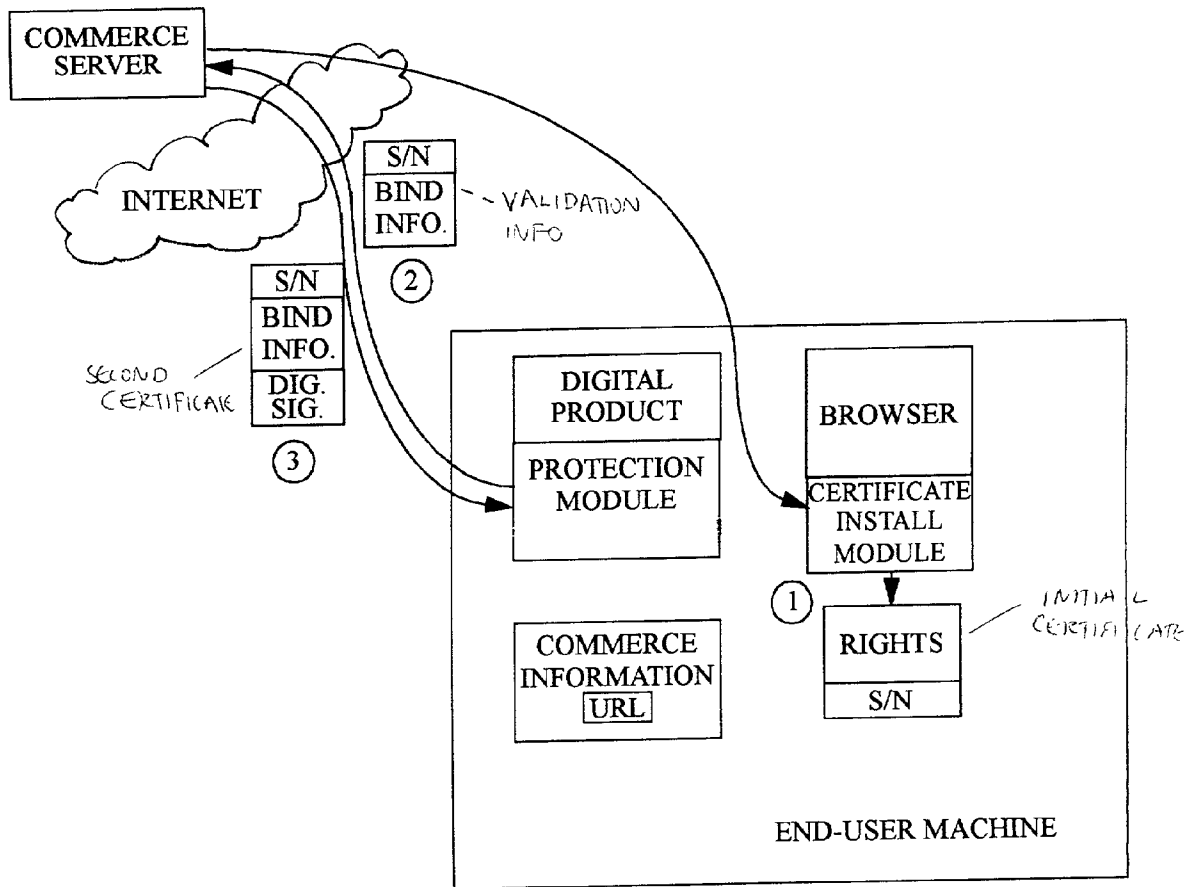 COMMERCE
SERVER
INTERNET
S/N
BIND
INFO.
VALIDATION
INFO
2
S/N
BIND
INFO.
DIG.
SIG.
SECOND
CERTIFICATE
3
DIGITAL
PRODUCT
PROTECTION
MODULE
BROWSER
CERTIFICATE
INSTALL
MODULE
1
RIGHTS
S/N
INITIAL
CERTIFICATE
COMMERCE
INFORMATION
URL
END-USER MACHINE